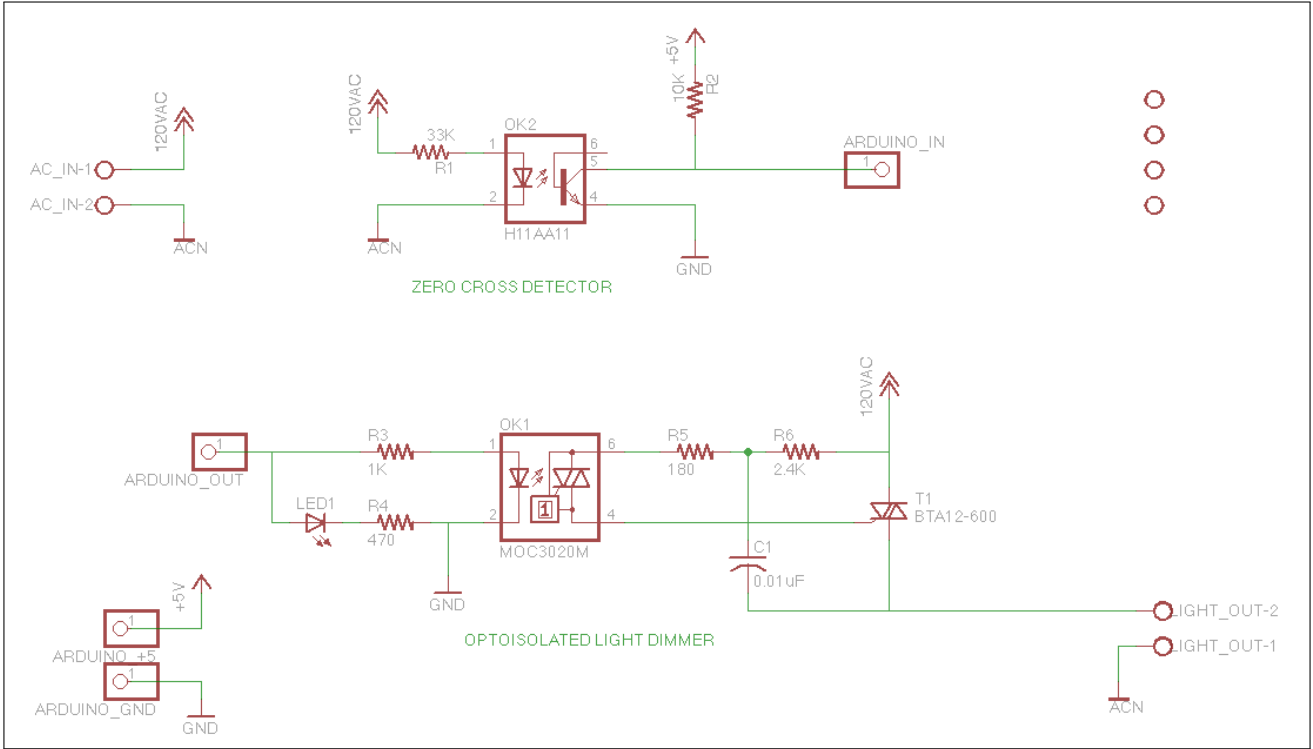 +5V
10K
R2
120VAC
120VAC
AC_IN-1
AC_IN-2
ACN
33K
R1
OK2
1
2
6
5
4
H11AA11
ACN
GND
ARDUINO_IN
1
ZERO CROSS DETECTOR
120VAC
1
ARDUINO_OUT
R3
1K
LED1
R4
470
GND
OK1
1
2
6
4
1
MOC3020M
R5
180
R6
2.4K
T1
BTA12-600
C1
0.01uF
OPTOISOLATED LIGHT DIMMER
+5V
1
ARDUINO_+5
1
ARDUINO_GND
GND
LIGHT_OUT-2
LIGHT_OUT-1
ACN